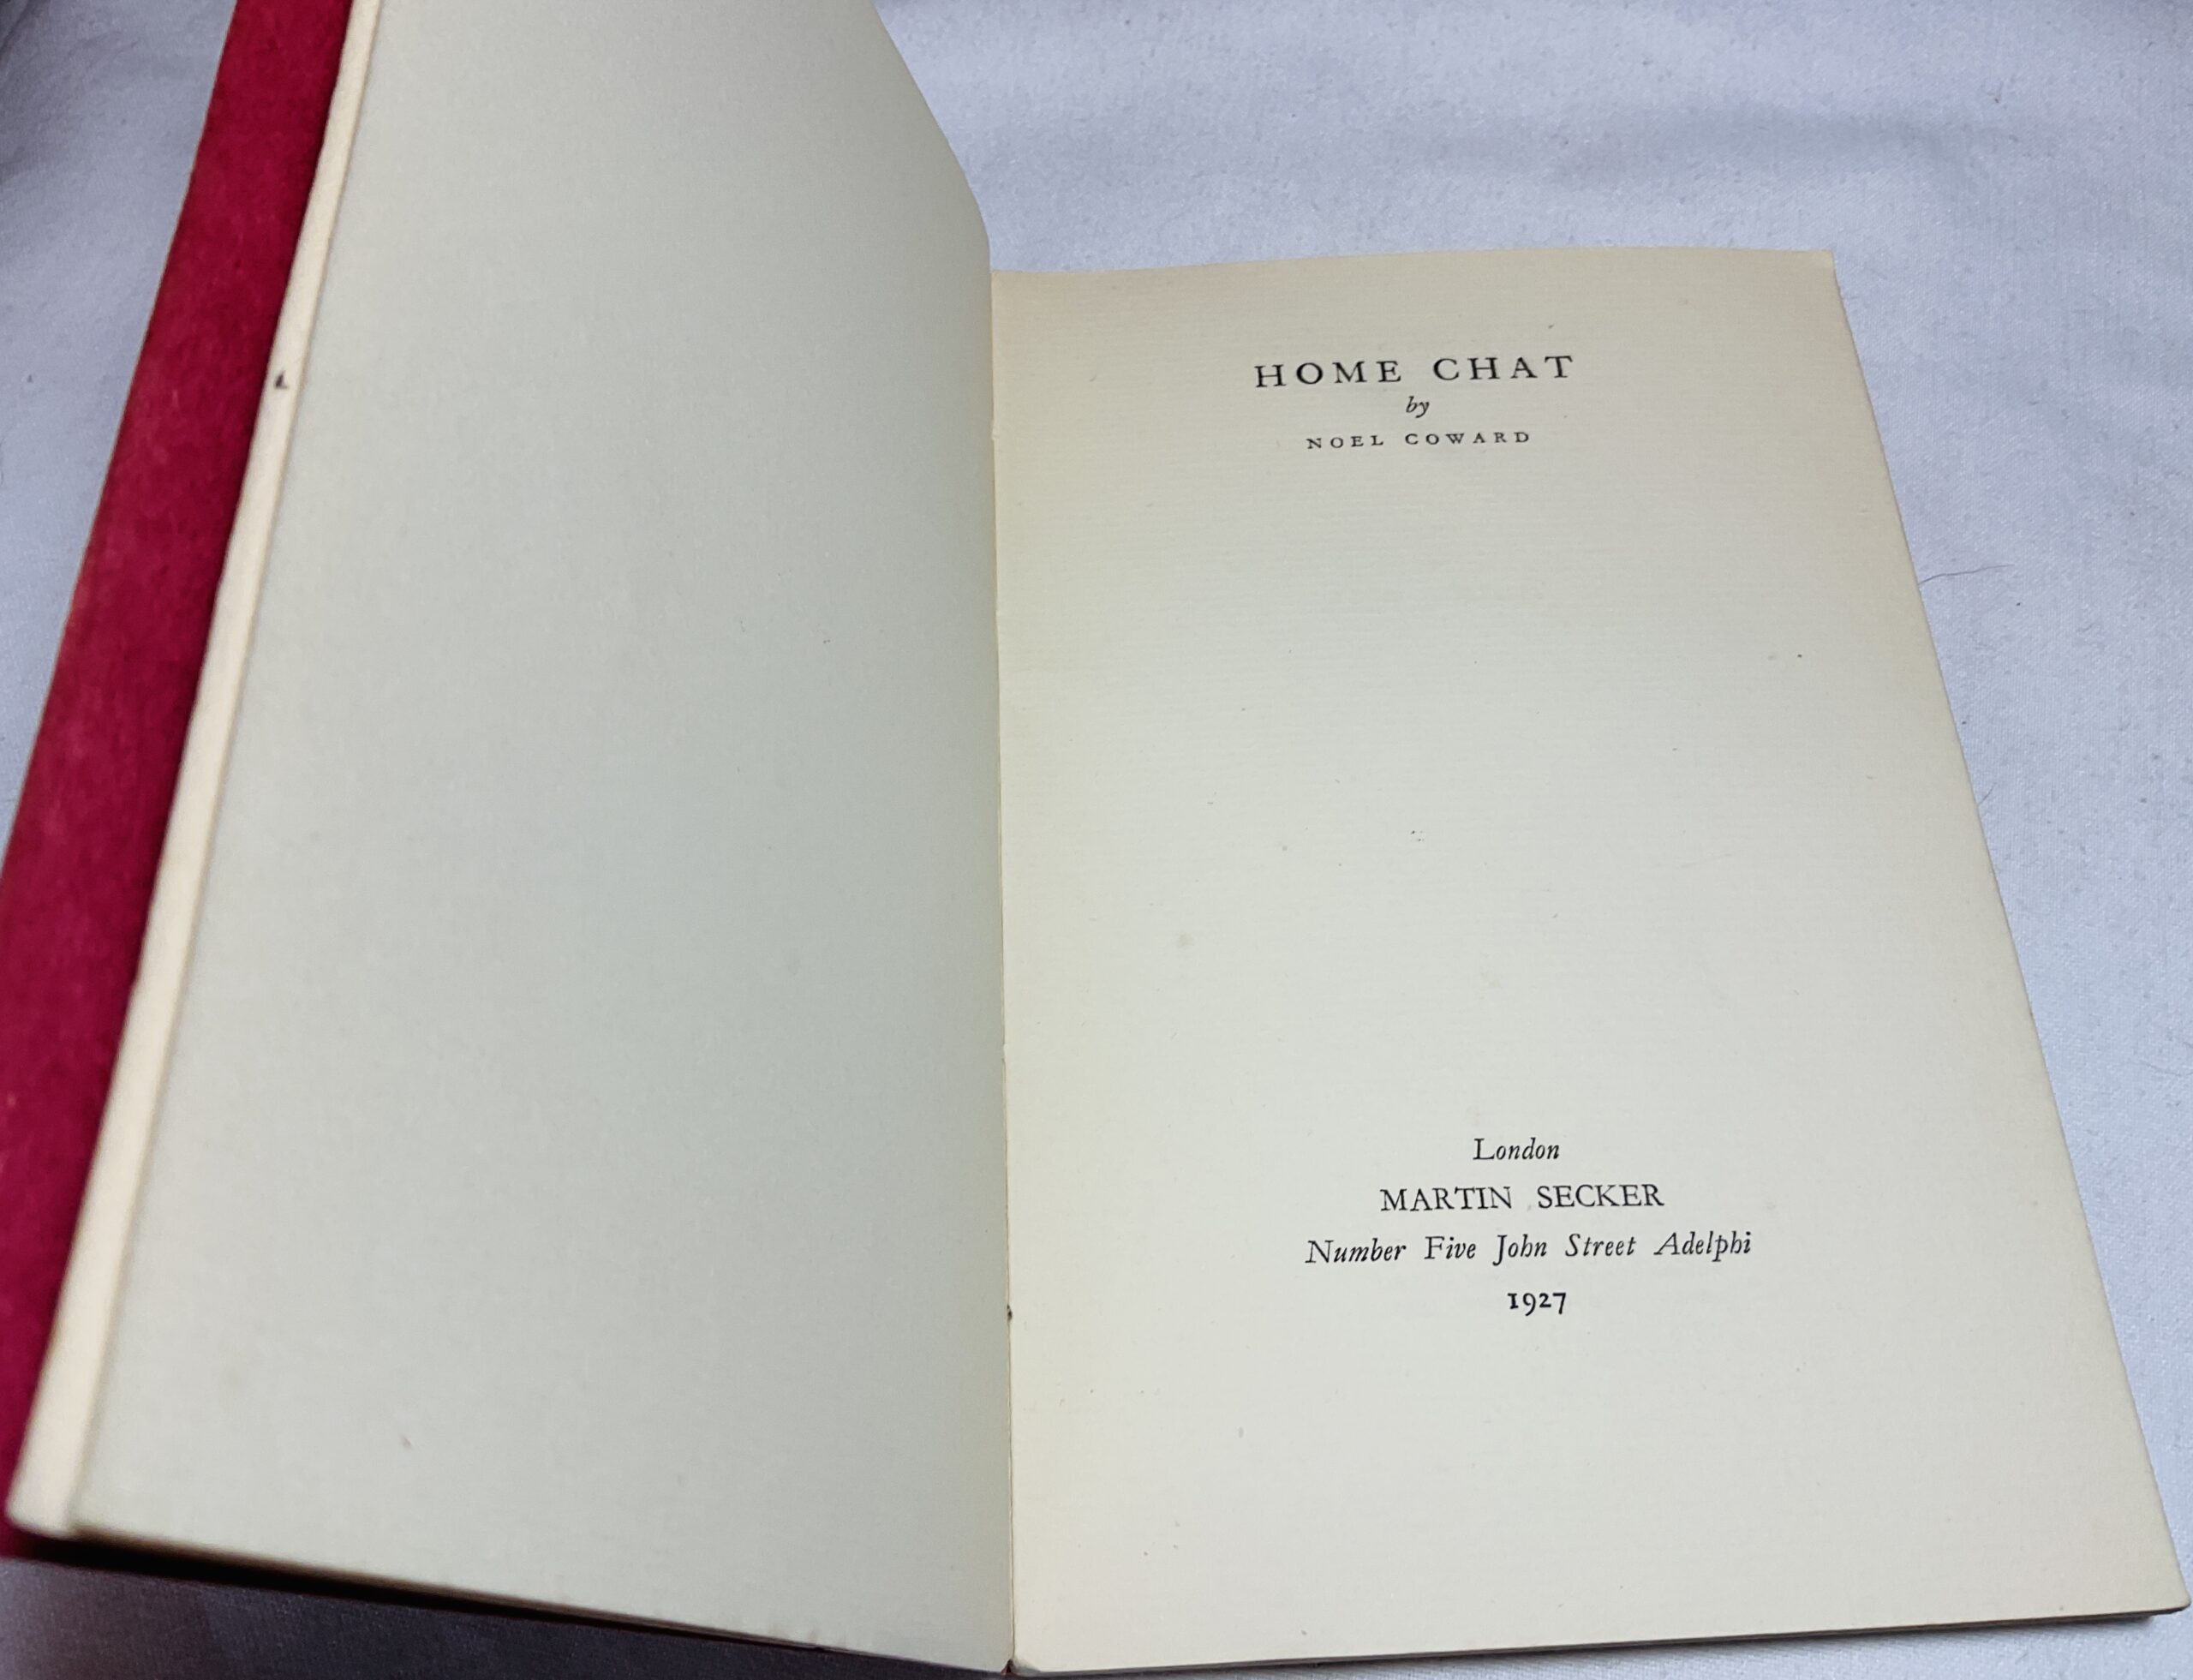 HOME CHAT
by
NOEL COWARD
London
MARTIN SECKER
Number Five John Street Adelphi
1927